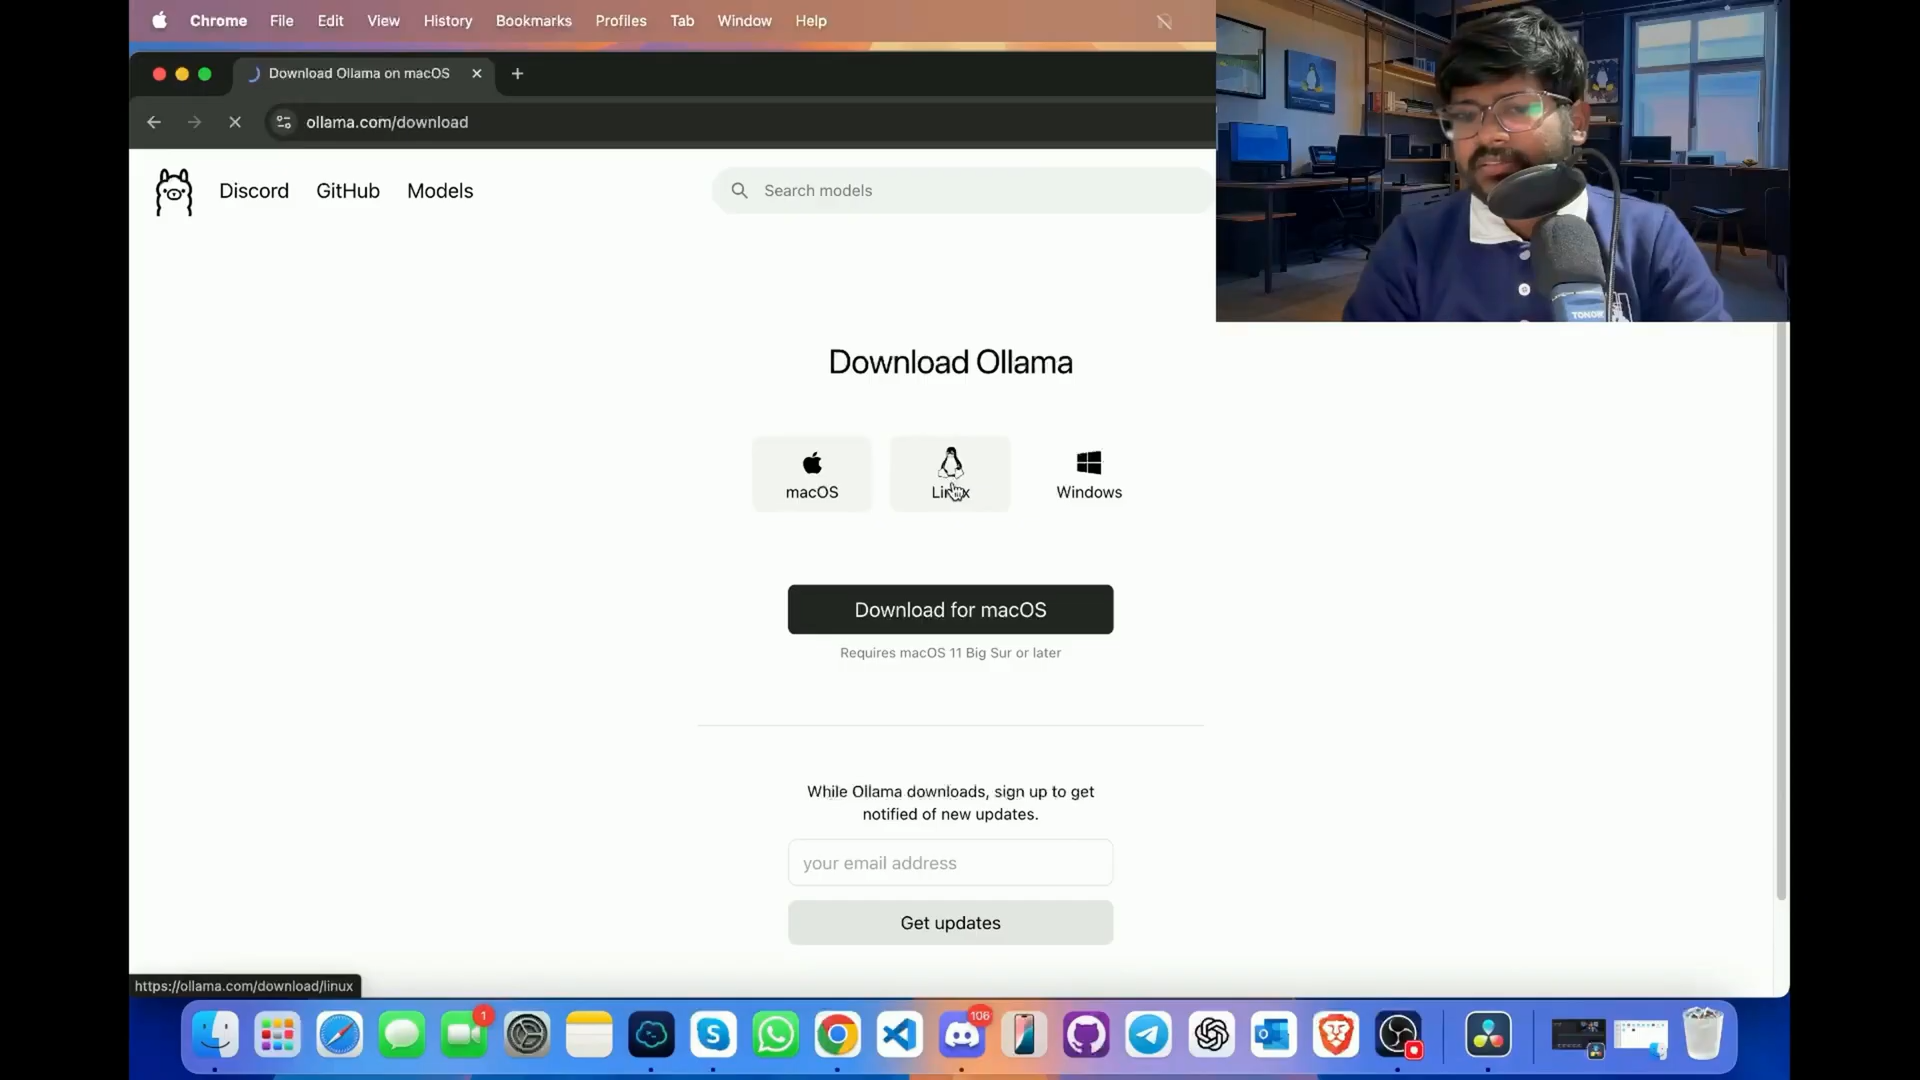 Chrome File Edit View History Bookmarks Profiles Tab Window Help
Download Ollama on macOS
ollama.com/download
Discord GitHub Models
Search models
Download Ollama
macOS Linux Windows
Download for macOS
Requires macOS 11 Big Sur or later
While Ollama downloads, sign up to get
notified of new updates.
your email address
Get updates
https://ollama.com/download/linux
1
106
TONOR